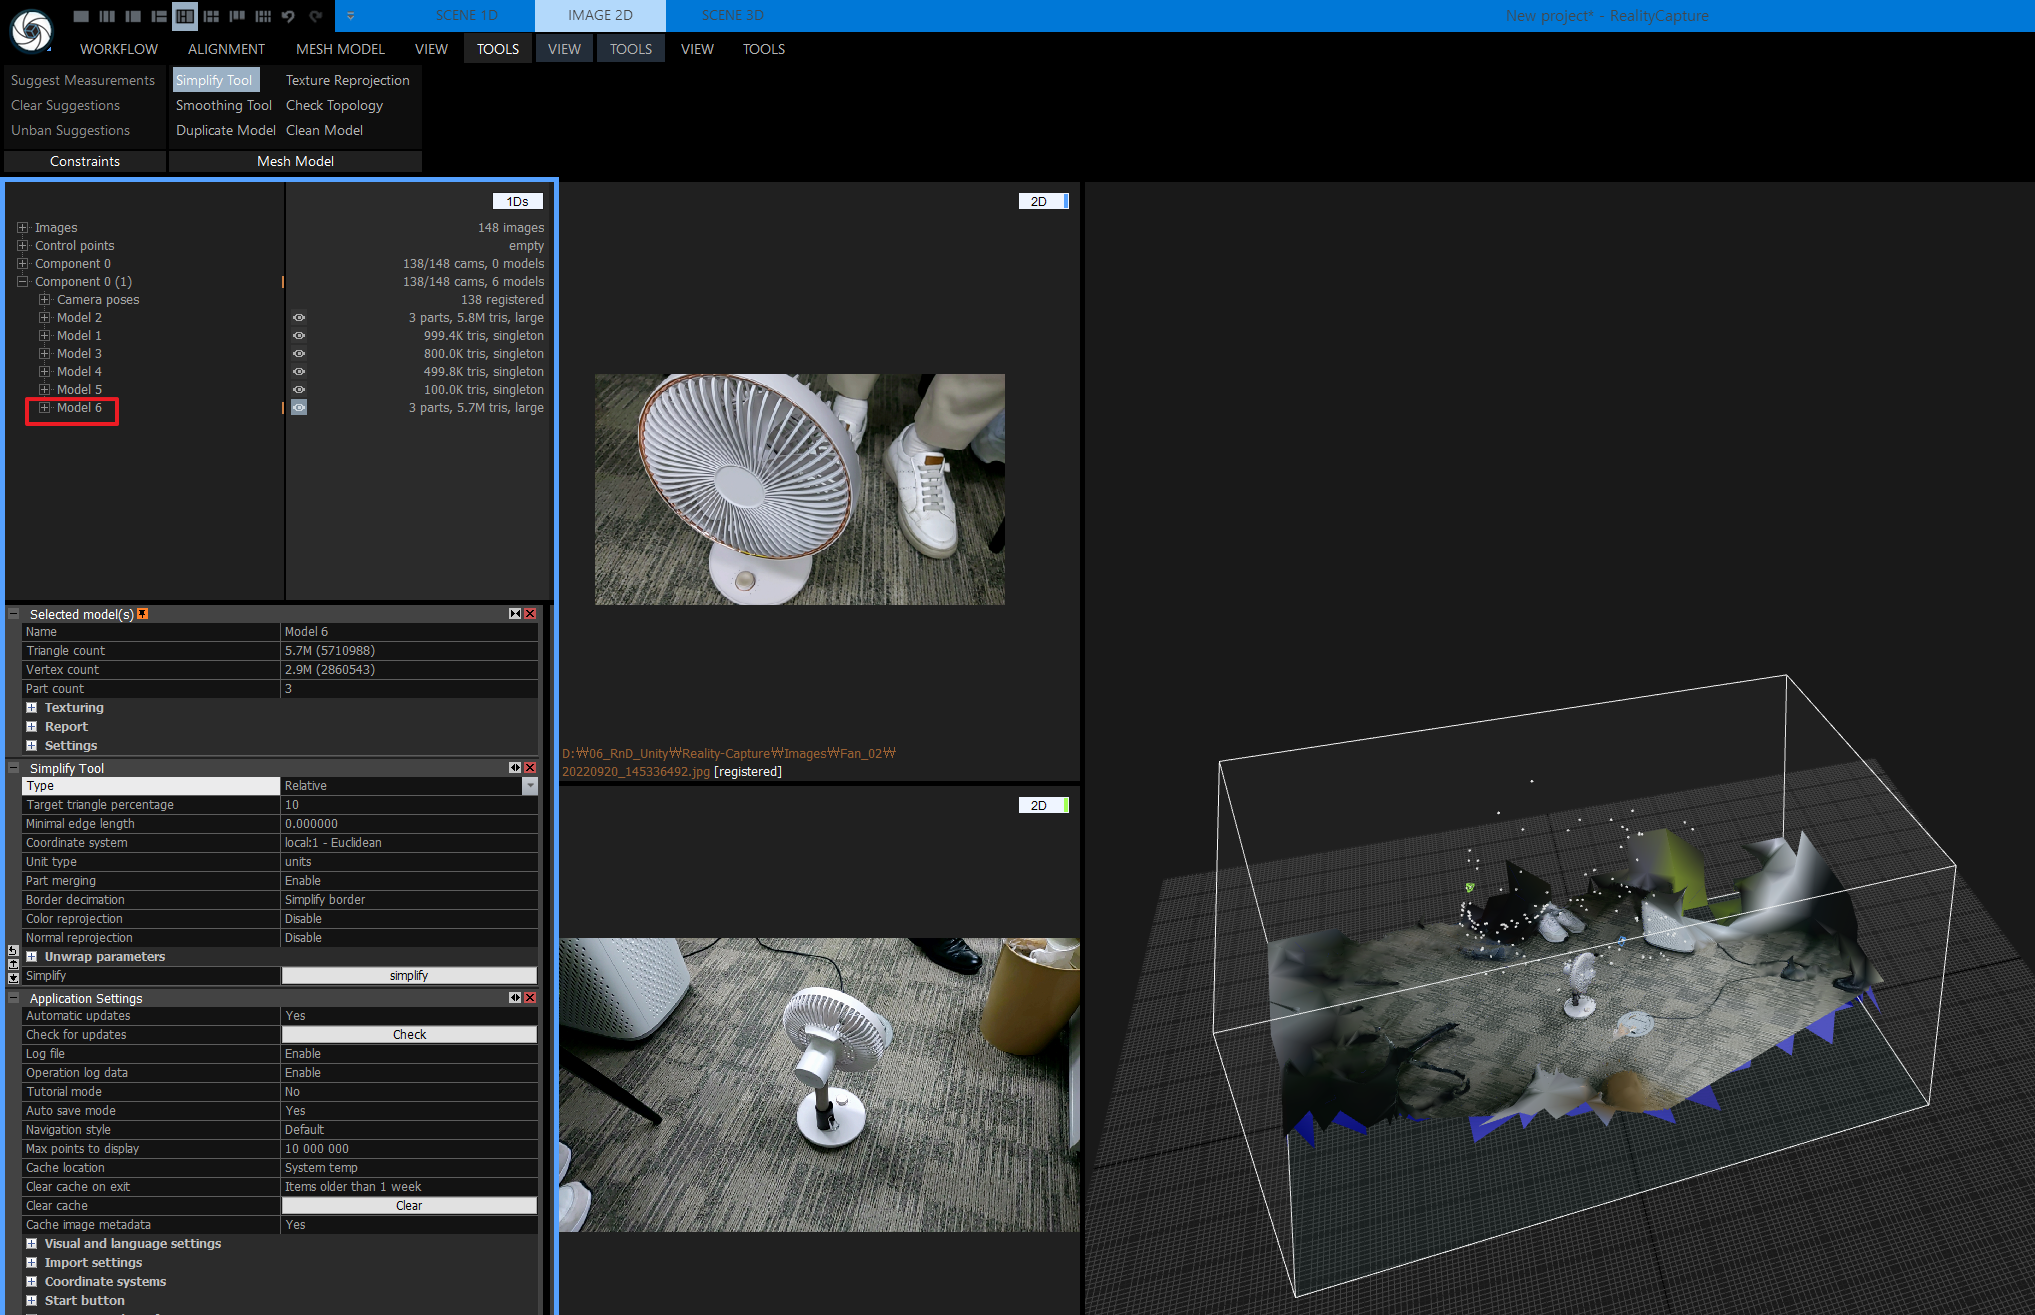 SCENE 1D IMAGE 2D SCENE 3D New project* - RealityCapture
WORKFLOW ALIGNMENT MESH MODEL VIEW TOOLS VIEW TOOLS VIEW TOOLS
Suggest Measurements Simplify Tool Texture Reprojection
Clear Suggestions Smoothing Tool Check Topology
Unban Suggestions Duplicate Model Clean Model
Constraints Mesh Model
1Ds
Images 148 images
Control points empty
Component 0 138/148 cams, 0 models
Component 0 (1) 138/148 cams, 6 models
Camera poses 138 registered
Model 2 3 parts, 5.8M tris, large
Model 1 999.4K tris, singleton
Model 3 800.0K tris, singleton
Model 4 499.8K tris, singleton
Model 5 100.0K tris, singleton
Model 6 3 parts, 5.7M tris, large
Selected model(s)
Name Model 6
Triangle count 5.7M (5710988)
Vertex count 2.9M (2860543)
Part count 3
Texturing
Report
Settings
Simplify Tool
Type Relative
Target triangle percentage 10
Minimal edge length 0.000000
Coordinate system local:1 - Euclidean
Unit type units
Part merging Enable
Border decimation Simplify border
Color reprojection Disable
Normal reprojection Disable
Unwrap parameters
Simplify simplify
Application Settings
Automatic updates Yes
Check for updates Check
Log file Enable
Operation log data Enable
Tutorial mode No
Auto save mode Yes
Navigation style Default
Max points to display 10 000 000
Cache location System temp
Clear cache on exit Items older than 1 week
Clear cache Clear
Cache image metadata Yes
Visual and language settings
Import settings
Coordinate systems
Start button
2D
D:₩06_RnD_Unity₩Reality-Capture₩Images₩Fan_02₩
20220920_145336492.jpg [registered]
2D